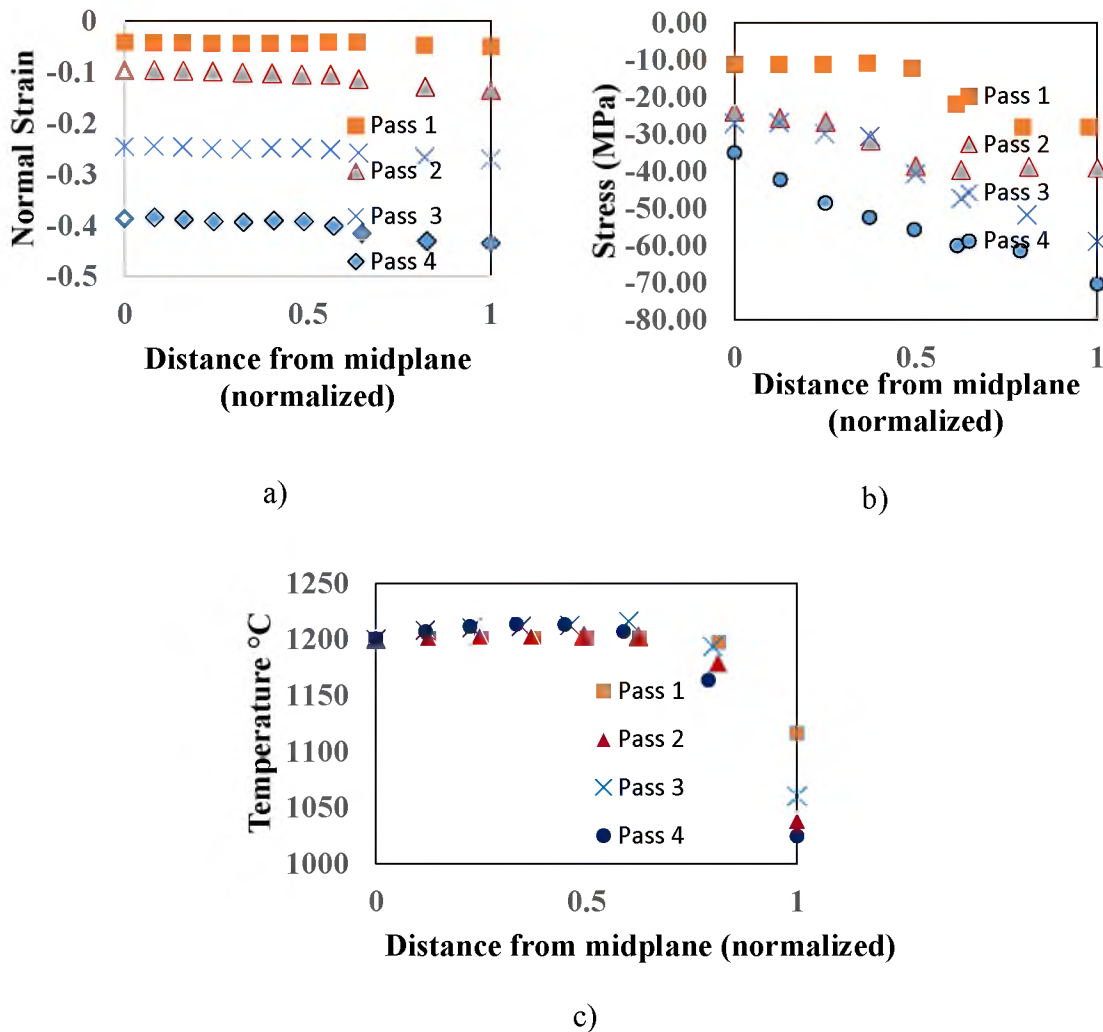 0
-0.1
-0.2
-0.3
-0.4
-0.5
Normal Strain
Pass 1
Pass 2
Pass 3
Pass 4
0
0.5
1
Distance from midplane
(normalized)
a)
0.00
-10.00
-20.00
-30.00
-40.00
-50.00
-60.00
-70.00
-80.00
Stress (MPa)
Pass 1
Pass 2
Pass 3
Pass 4
0
0.5
1
Distance from midplane
(normalized)
b)
1250
1200
1150
1100
1050
1000
Temperature °C
Pass 1
Pass 2
Pass 3
Pass 4
0
0.5
1
Distance from midplane (normalized)
c)